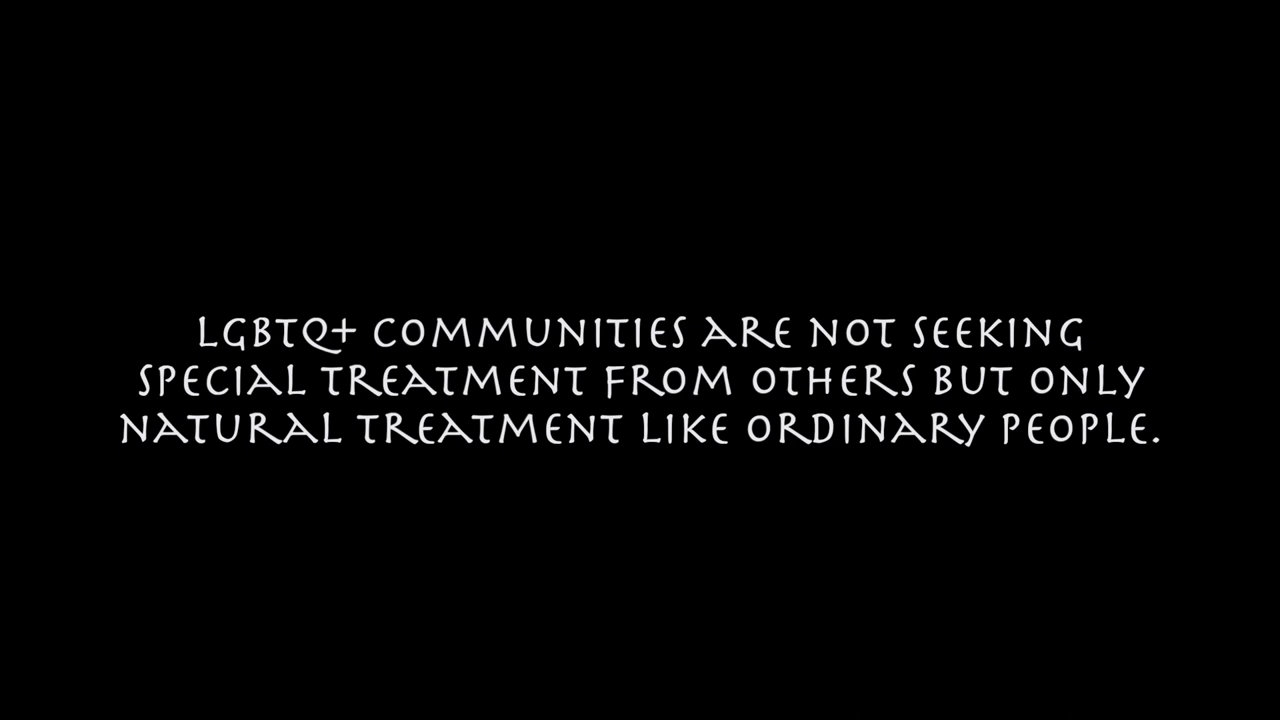 LGBTQ+ COMMUNITIES ARE NOT SEEKING
SPECIAL TREATMENT FROM OTHERS BUT ONLY
NATURAL TREATMENT LIKE ORDINARY PEOPLE.